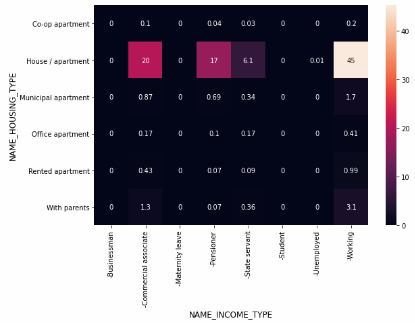 Co-op apartment 0 0.1 0 0.04 0.03 0 0 0.2
House / apartment 0 20 0 17 6.1 0 0.01 45
Municipal apartment 0 0.87 0 0.69 0.34 0 0 1.7
Office apartment 0 0.17 0 0.1 0.17 0 0 0.41
Rented apartment 0 0.43 0 0.07 0.09 0 0 0.99
With parents 0 1.3 0 0.07 0.36 0 0 3.1
NAME_HOUSING_TYPE
-Businessman
-Commercial associate
-Maternity leave
-Pensioner
-State servant
-Student
-Unemployed
-Working
NAME_INCOME_TYPE
40
30
20
10
0